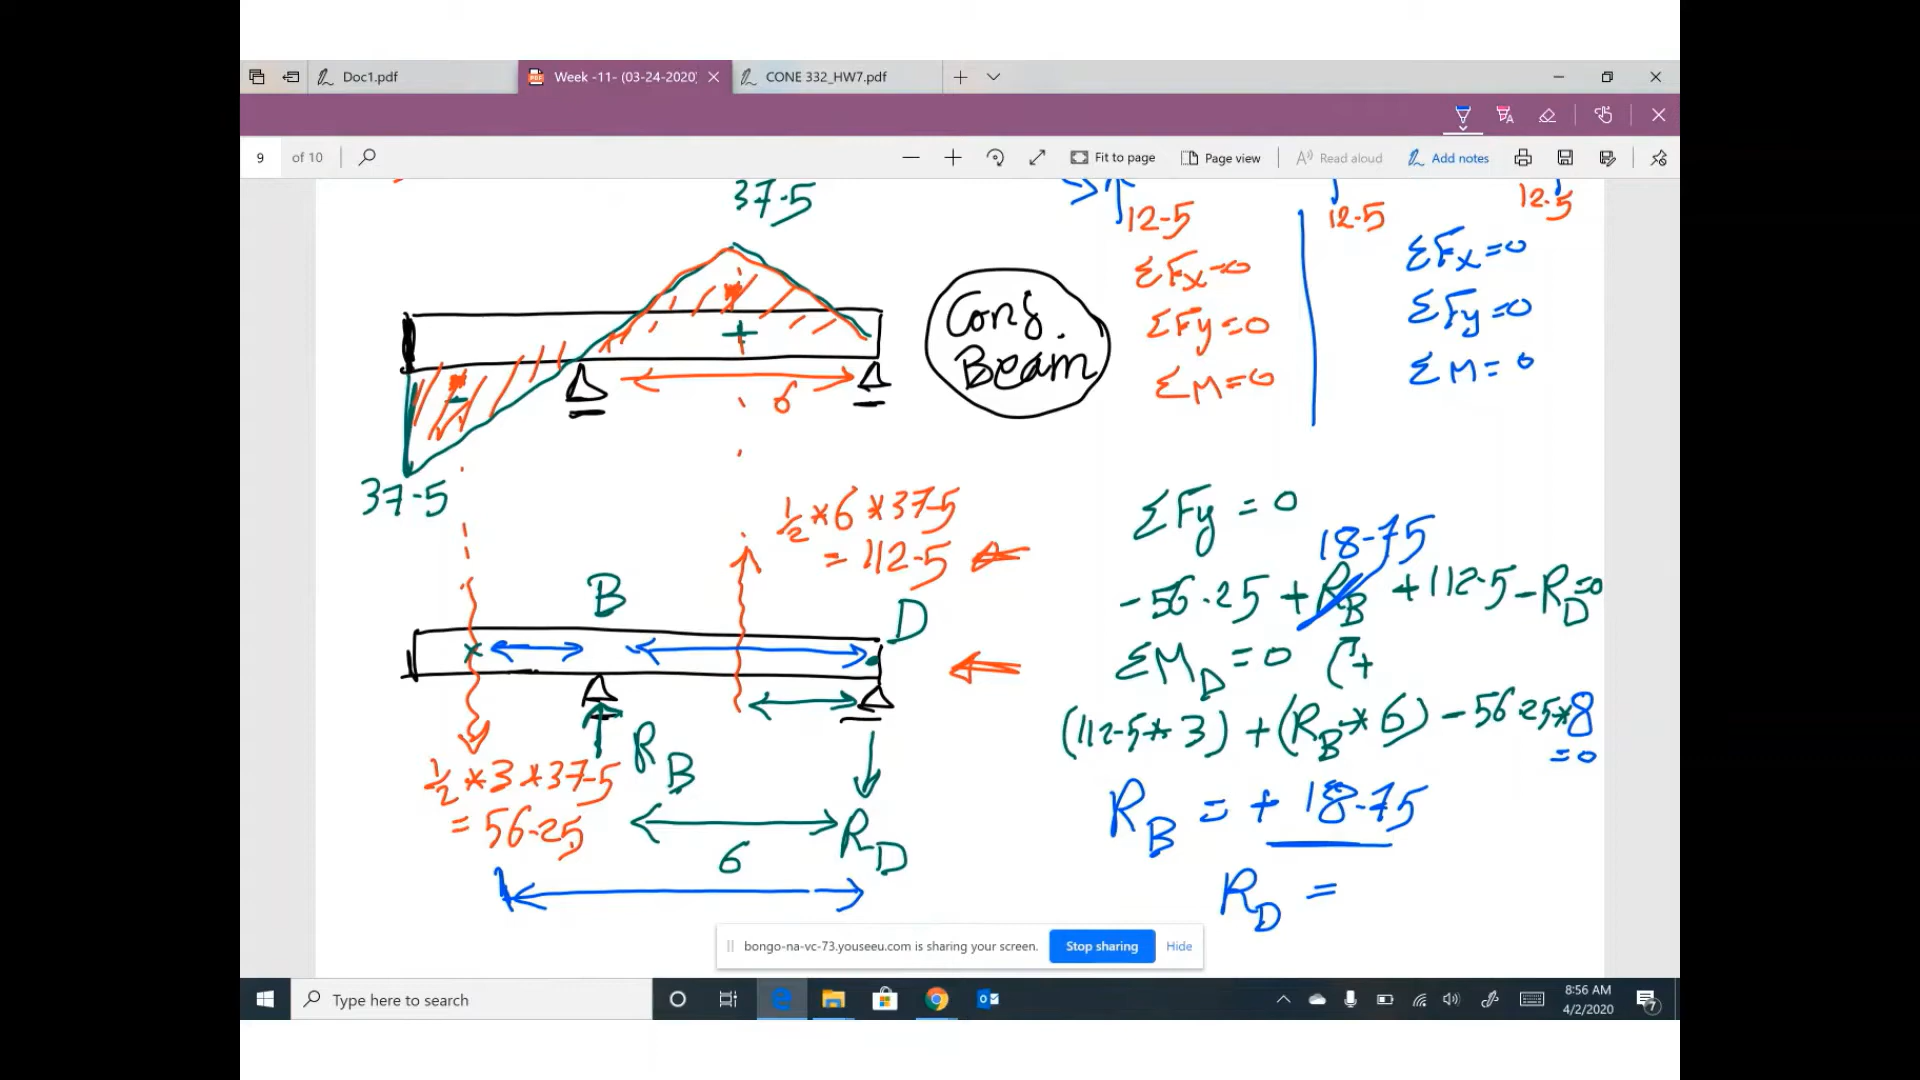 Doc1.pdf
Week -11- (03-24-2020)
CONE 332_HW7.pdf
9 of 10
Fit to page
Page view
Read aloud
Add notes
37-5
12-5
12-5
12.5
ΣFx=0
ΣFy=0
ΣM=0
ΣFx=0
ΣFy=0
ΣM=0
+
6
Conj.
Beam
-
37-5
1/2 * 6 * 37-5
= 112-5
B
D
x
RB
1/2 * 3 * 37-5
= 56-25
6
RD
ΣFy = 0
18-75
-56.25 + RB + 112-5 - RD=0
ΣMD = 0 (+
(112-5 * 3) + (RB * 6) - 56.25*8
=0
RB = + 18-75
RD =
bongo-na-vc-73.youseeu.com is sharing your screen.
Stop sharing
Hide
Type here to search
8:56 AM
4/2/2020
7